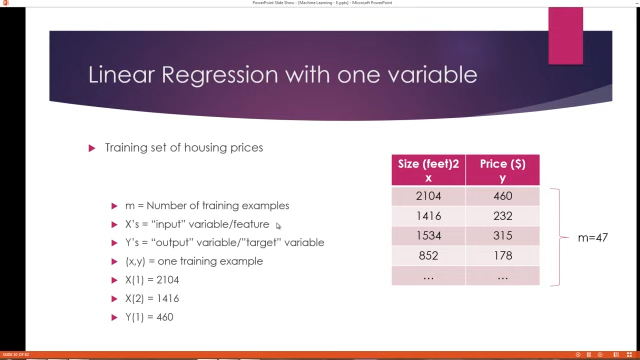 PowerPoint Slide Show - [Machine Learning - 0.pptx] - Microsoft PowerPoint
Linear Regression with one variable
Training set of housing prices
m = Number of training examples
X's = "input" variable/feature
Y's = "output" variable/"target" variable
(x,y) = one training example
X(1) = 2104
X(2) = 1416
Y(1) = 460
Size (feet)2 Price ($)
x y
2104 460
1416 232
1534 315
852 178
... ...
m=47